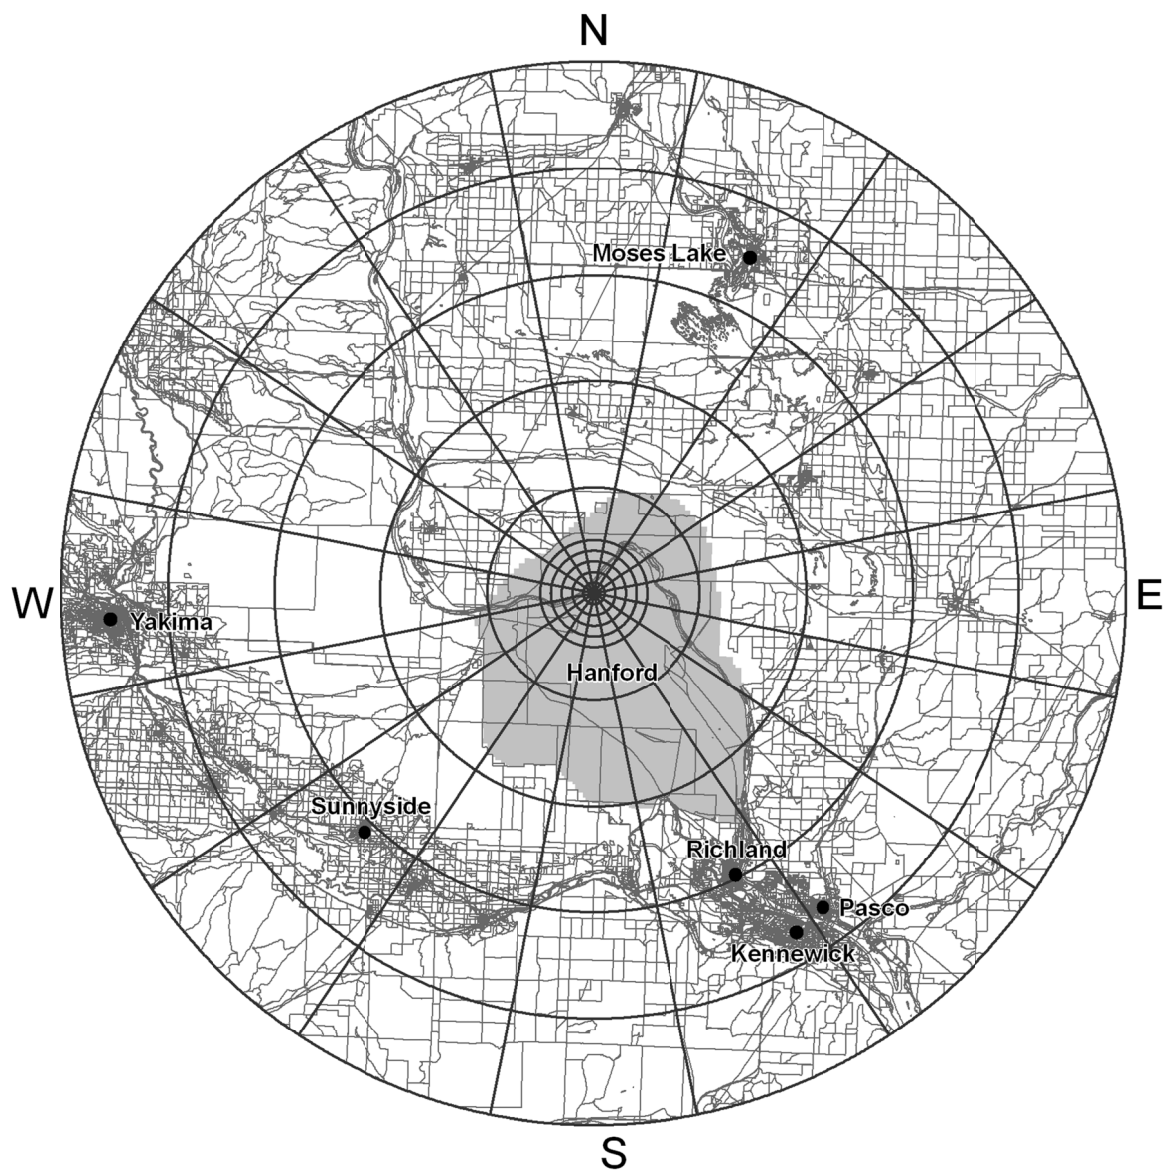 N
Moses Lake
W
E
Yakima
Hanford
Sunnyside
Richland
Pasco
Kennewick
S